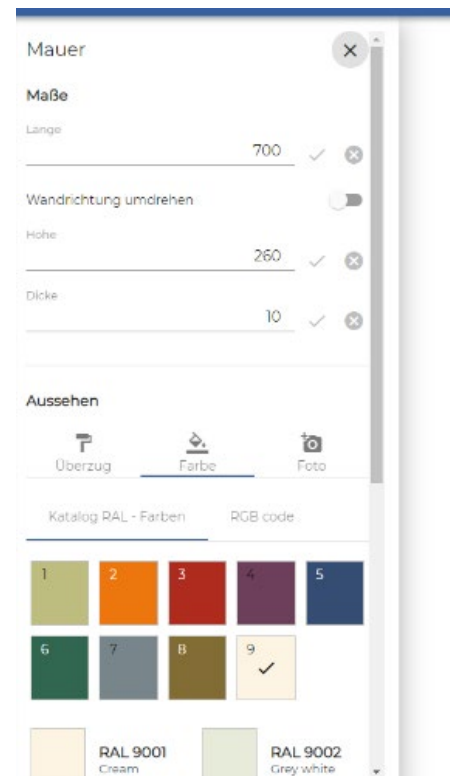 Mauer
Maße
Länge
700
Wandrichtung umdrehen
Höhe
260
Dicke
10
Aussehen
Überzug Farbe Foto
Katalog RAL - Farben RGB code
1 2 3 4 5
6 7 8 9
RAL 9001 RAL 9002
Cream Grey white